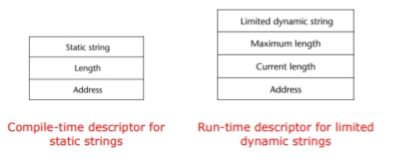 Static string
Length
Address
Compile-time descriptor for
static strings
Limited dynamic string
Maximum length
Current length
Address
Run-time descriptor for limited
dynamic strings